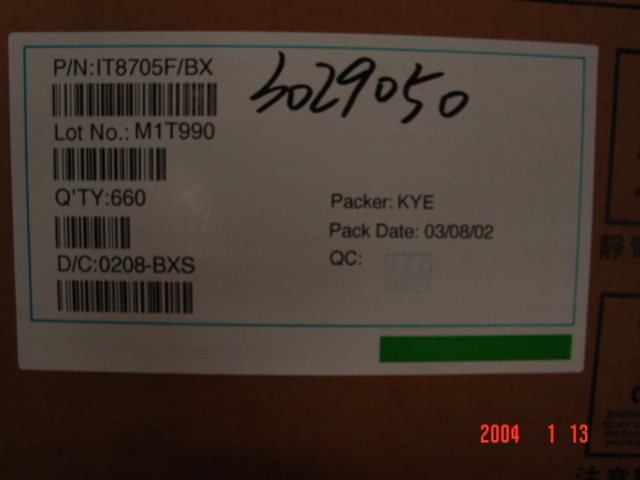 P/N:IT8705F/BX
3029050
Lot No.: M1T990
Q'TY:660
Packer: KYE
Pack Date: 03/08/02
D/C:0208-BXS
QC:
2004 1 13